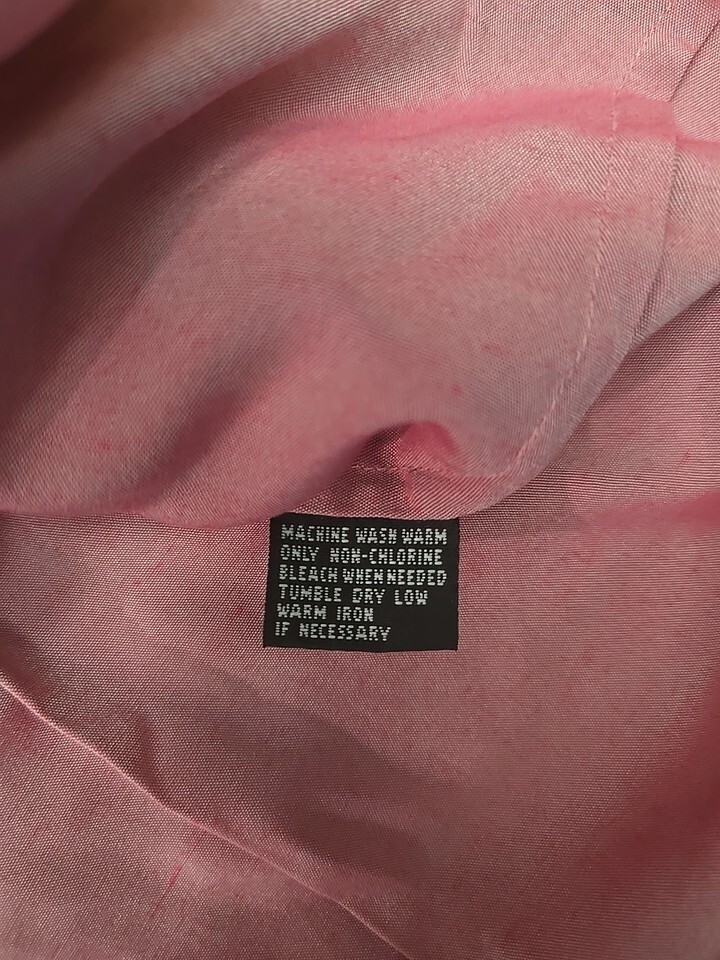 MACHINE WASH WARM
ONLY NON-CHLORINE
BLEACH WHEN NEEDED
TUMBLE DRY LOW
WARM IRON
IF NECESSARY